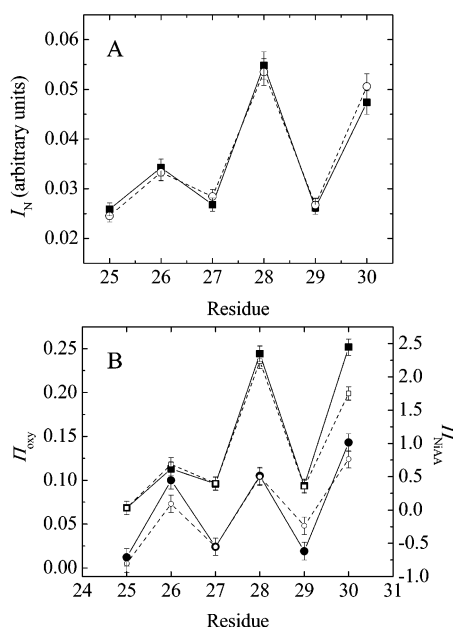 A
0.06
0.05
0.04
0.03
0.02
I_N (arbitrary units)
25 26 27 28 29 30
Residue
B
0.25
0.20
0.15
0.10
0.05
0.00
Π_oxy
2.5
2.0
1.5
1.0
0.5
0.0
-0.5
-1.0
Π_NiAA
24 25 26 27 28 29 30 31
Residue